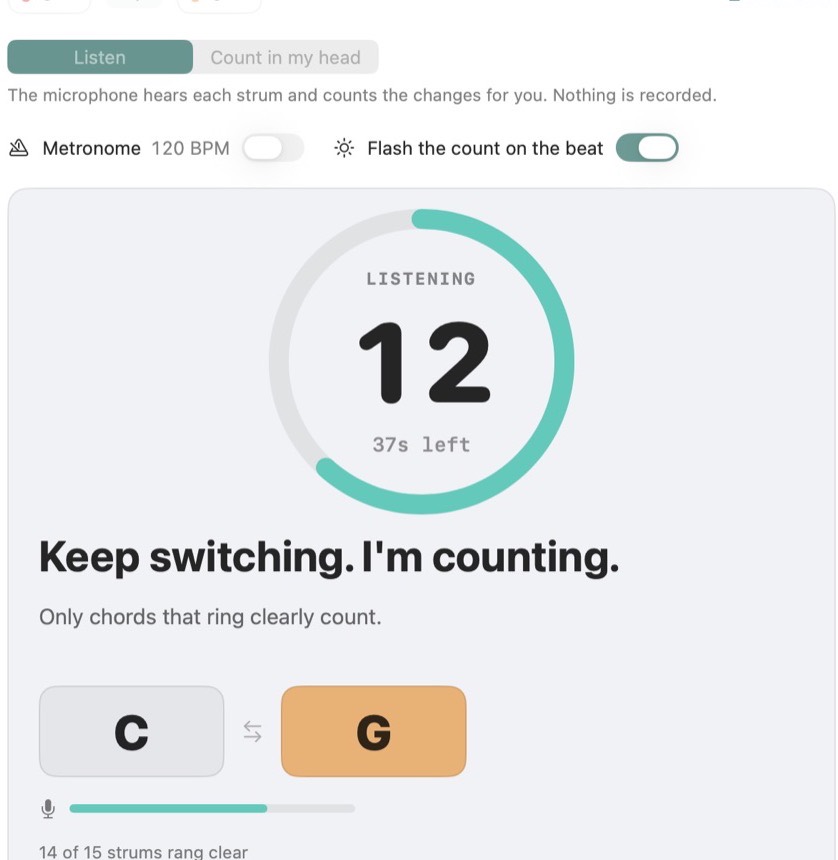 Listen
Count in my head
The microphone hears each strum and counts the changes for you. Nothing is recorded.
Metronome 120 BPM
Flash the count on the beat
LISTENING
12
37s left
Keep switching. I'm counting.
Only chords that ring clearly count.
C
G
14 of 15 strums rang clear